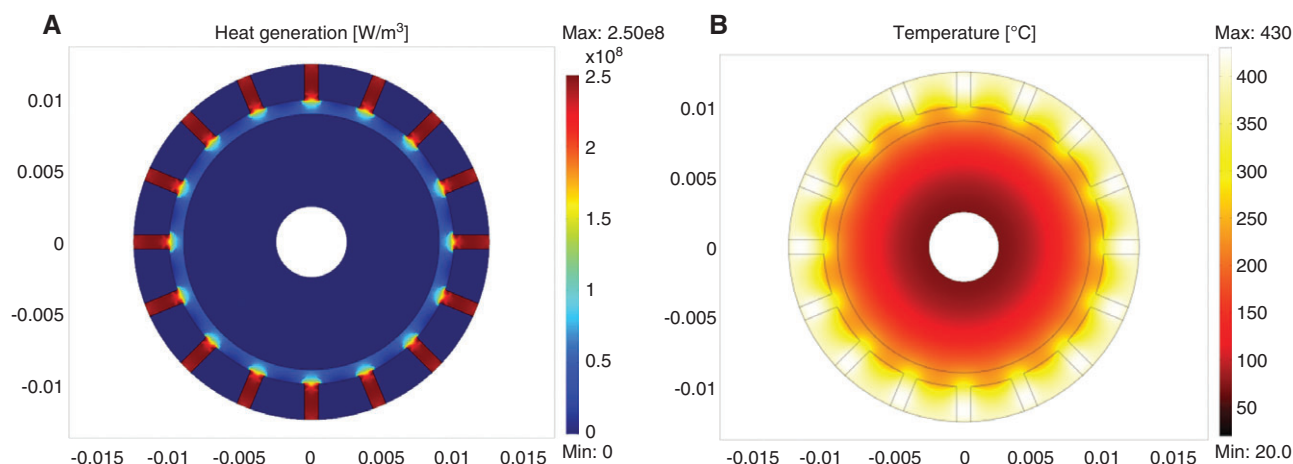 A
Heat generation [W/m³]
Max: 2.50e8
x10⁸
2.5
2
1.5
1
0.5
0
Min: 0
0.01
0.005
0
-0.005
-0.01
-0.015 -0.01 -0.005 0 0.005 0.01 0.015
B
Temperature [°C]
Max: 430
400
350
300
250
200
150
100
50
Min: 20.0
0.01
0.005
0
-0.005
-0.01
-0.015 -0.01 -0.005 0 0.005 0.01 0.015